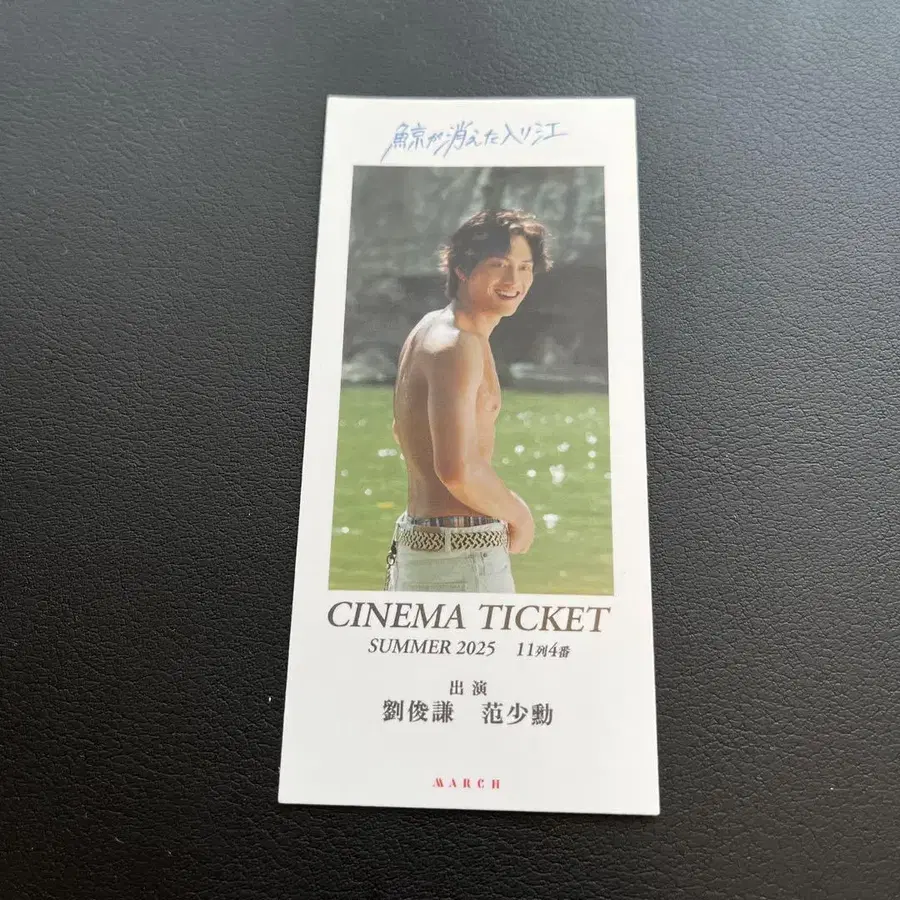 鯨が消えた入り江
CINEMA TICKET
SUMMER 2025 11列4番
出演
劉俊謙 范少勳
MARCH